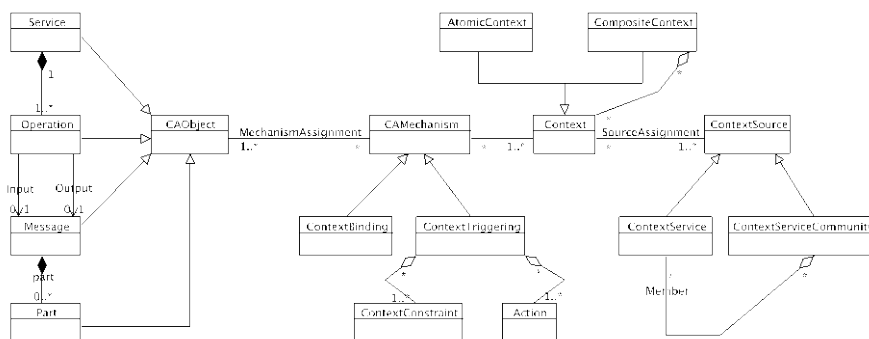 Service
AtomicContext
CompositeContext
1
*
1..*
*
Operation
CAObject
MechanismAssignment
CAMechanism
Context
SourceAssignment
ContextSource
1..*
*
*
1..*
*
1..*
Input
Output
0../1
0../1
Message
ContextBinding
ContextTriggering
ContextService
ContextServiceCommunity
part
*
*
*
*
Member
0..*
1..*
1..*
Part
ContextConstraint
Action